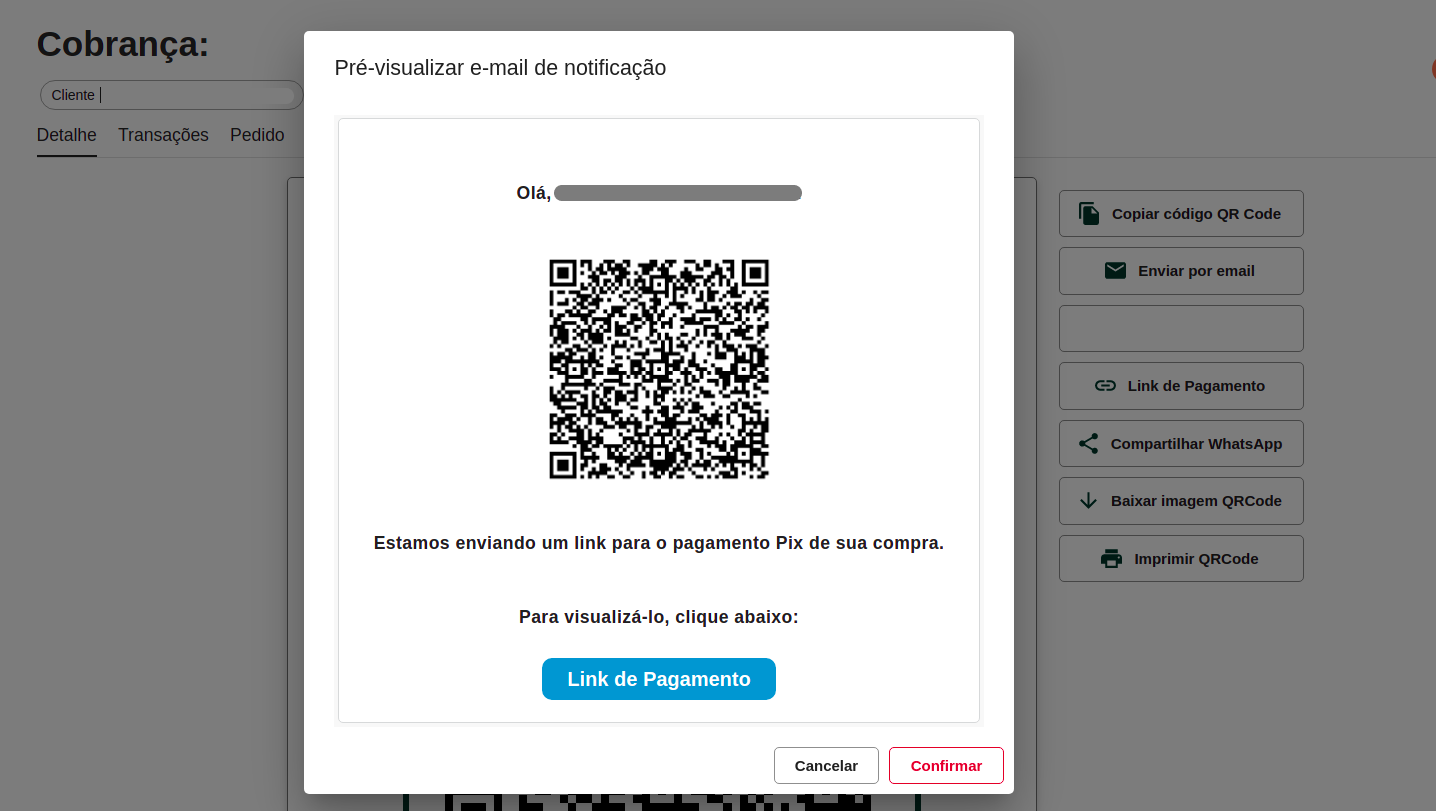 Cobrança:
Cliente
Detalhe Transações Pedido
Pré-visualizar e-mail de notificação
Olá,
Estamos enviando um link para o pagamento Pix de sua compra.
Para visualizá-lo, clique abaixo:
Link de Pagamento
Cancelar Confirmar
Copiar código QR Code
Enviar por email
Link de Pagamento
Compartilhar WhatsApp
Baixar imagem QRCode
Imprimir QRCode